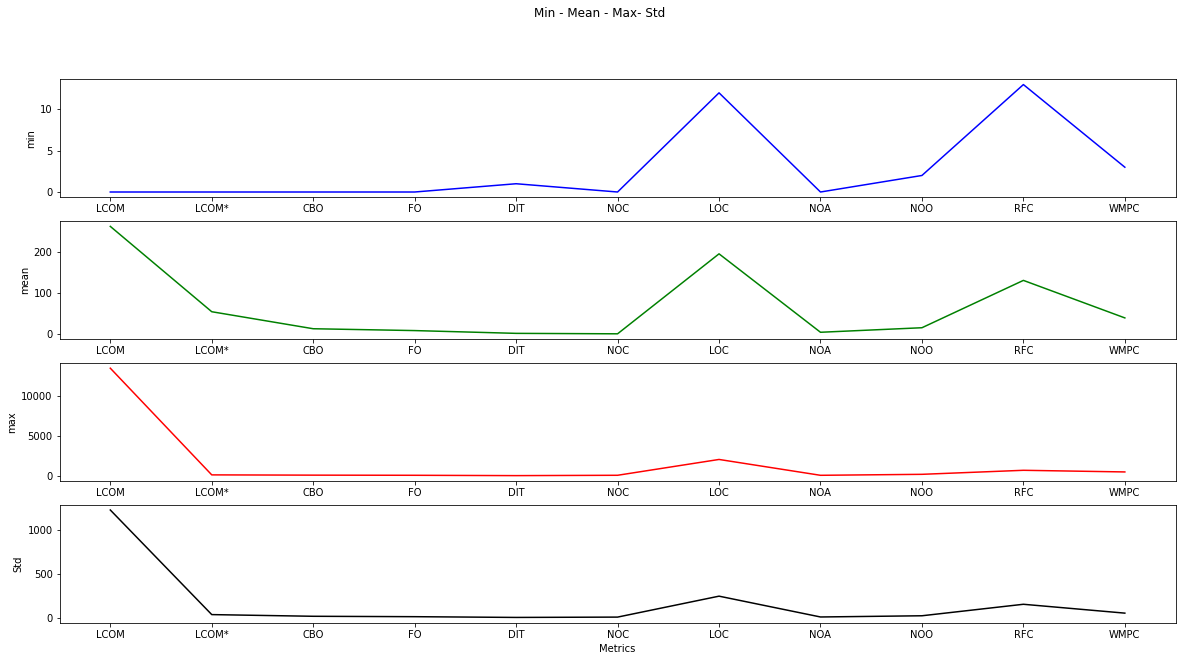 Min - Mean - Max- Std
10
5
0
min
LCOM LCOM* CBO FO DIT NOC LOC NOA NOO RFC WMPC
200
100
0
mean
LCOM LCOM* CBO FO DIT NOC LOC NOA NOO RFC WMPC
10000
5000
0
max
LCOM LCOM* CBO FO DIT NOC LOC NOA NOO RFC WMPC
1000
500
0
Std
LCOM LCOM* CBO FO DIT NOC LOC NOA NOO RFC WMPC
Metrics